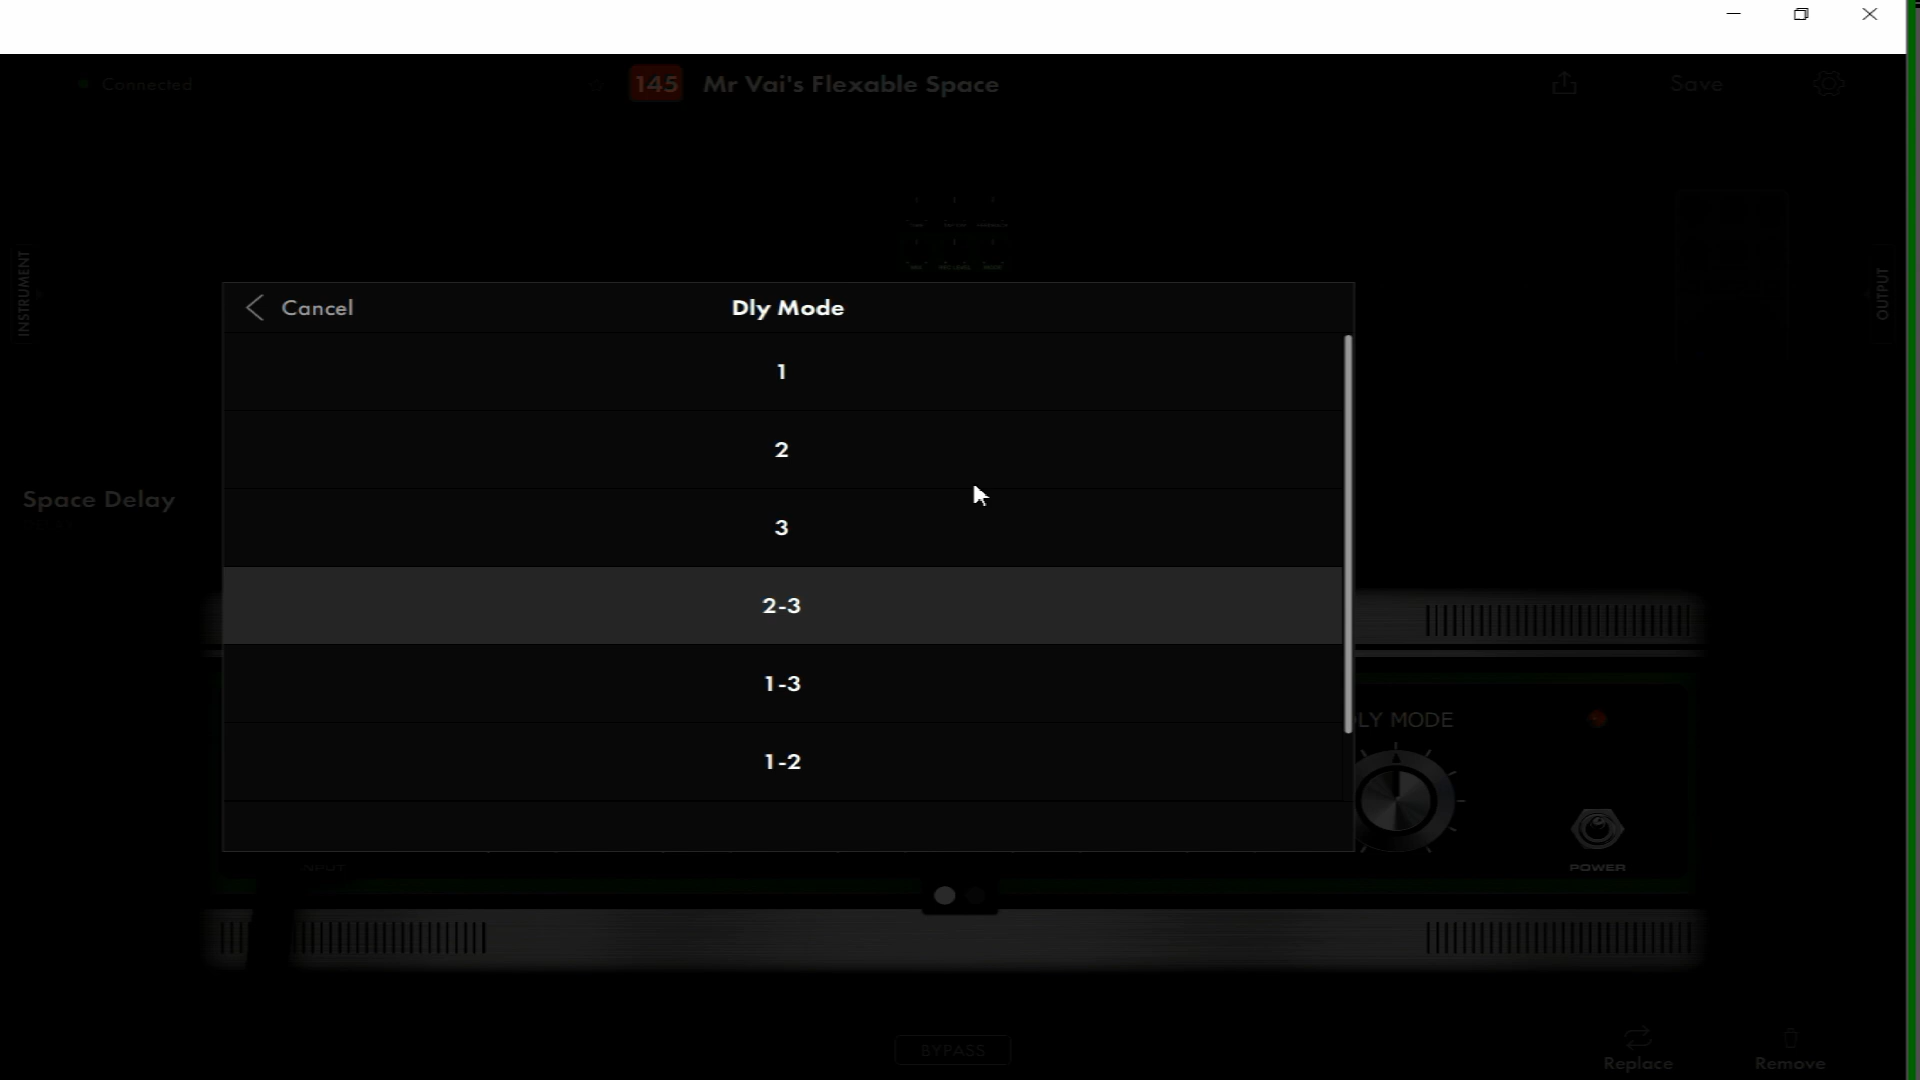 Connected
145 Mr Vai's Flexable Space
Save
INSTRUMENT
OUTPUT
Cancel
Dly Mode
1
2
3
2-3
1-3
1-2
Space Delay
LY MODE
POWER
BYPASS
Replace
Remove